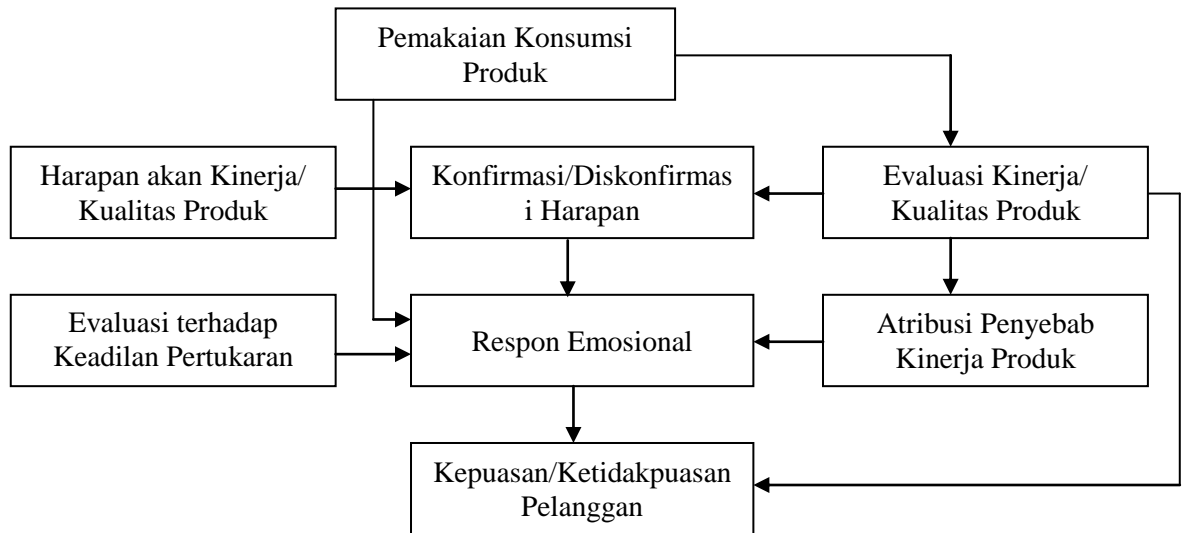 Pemakaian Konsumsi
Produk
Harapan akan Kinerja/
Kualitas Produk
Konfirmasi/Diskonfirmas
i Harapan
Evaluasi Kinerja/
Kualitas Produk
Evaluasi terhadap
Keadilan Pertukaran
Respon Emosional
Atribusi Penyebab
Kinerja Produk
Kepuasan/Ketidakpuasan
Pelanggan